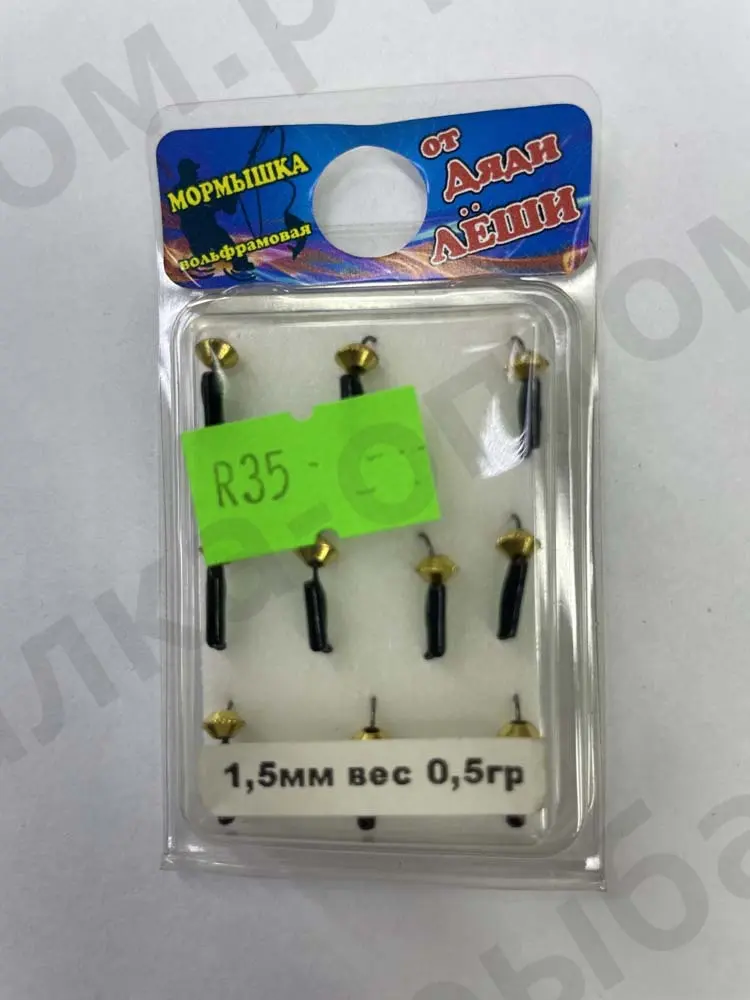 МОРМЫШКА
вольфрамовая
от
Дяди
ЛЁШИ
R35
1,5мм вес 0,5гр